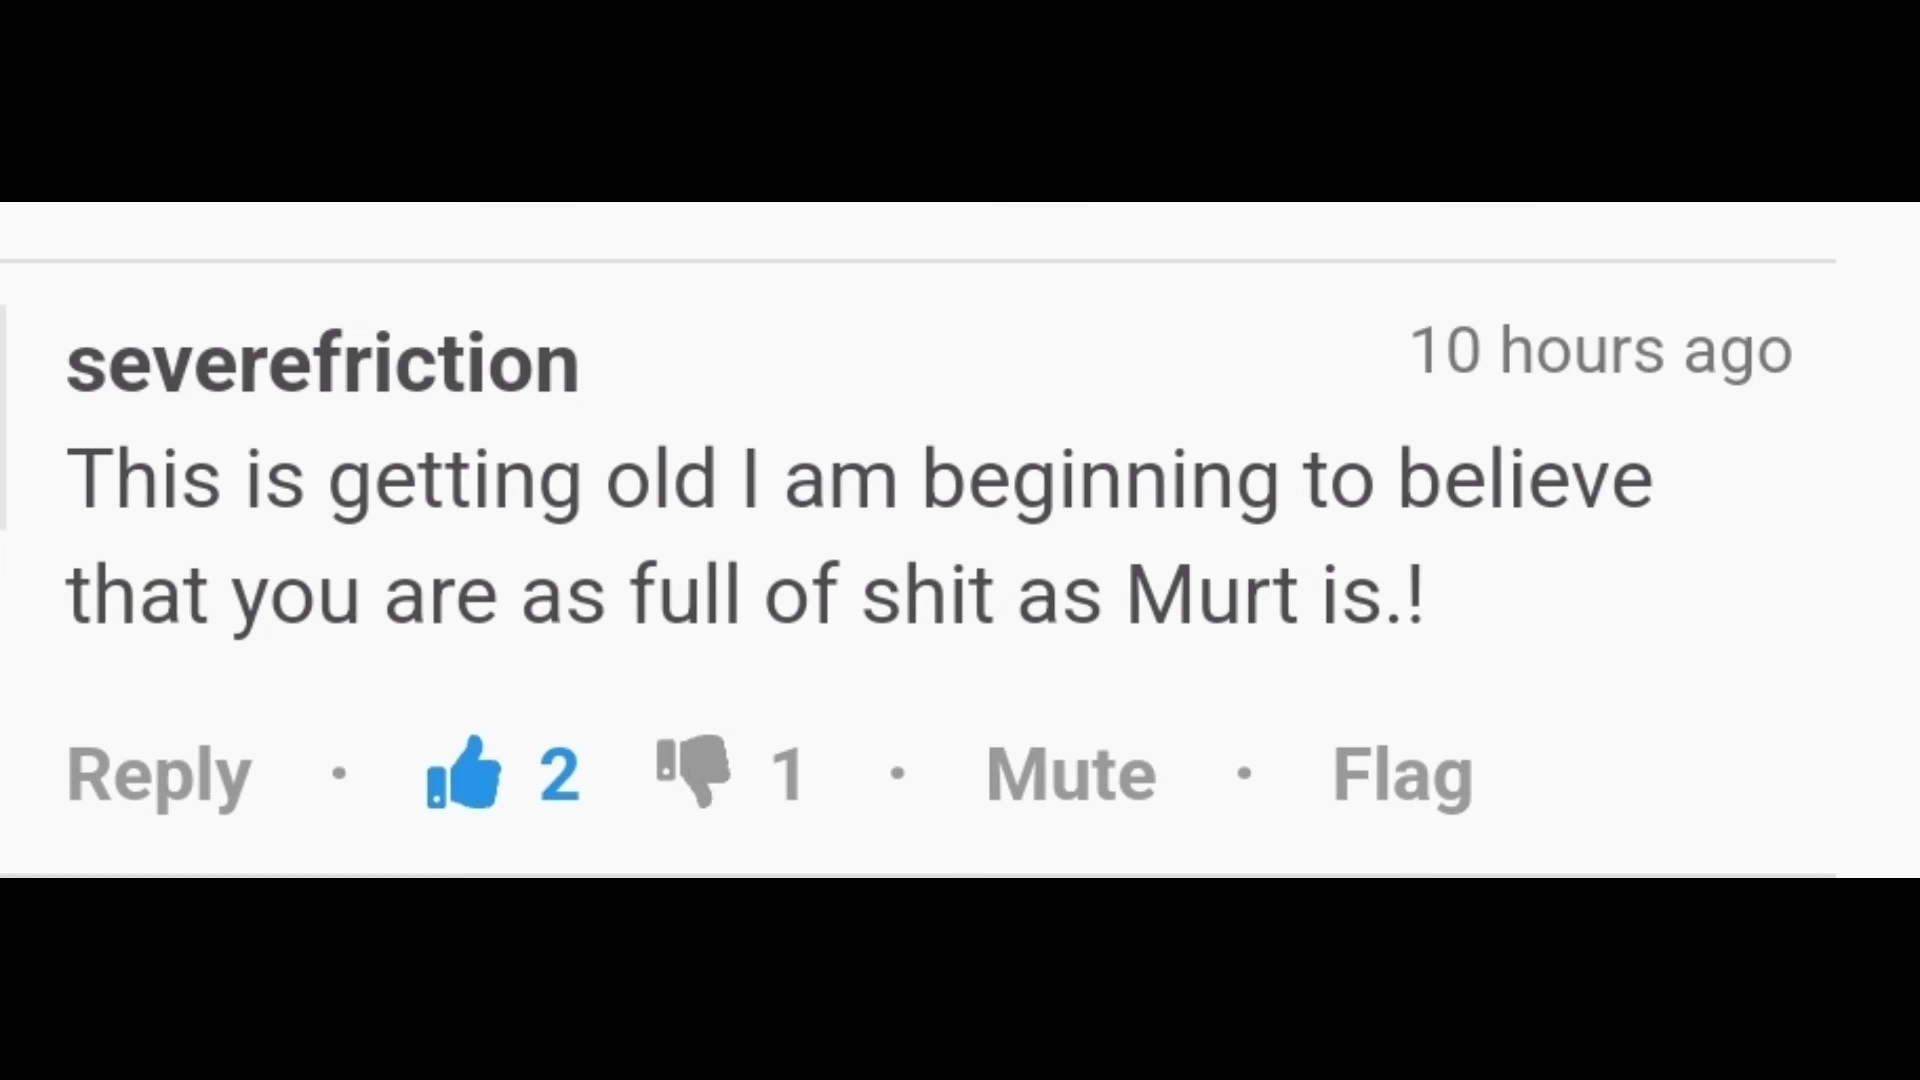 severefriction
10 hours ago
This is getting old I am beginning to believe
that you are as full of shit as Murt is.!
Reply · 2 1 · Mute · Flag